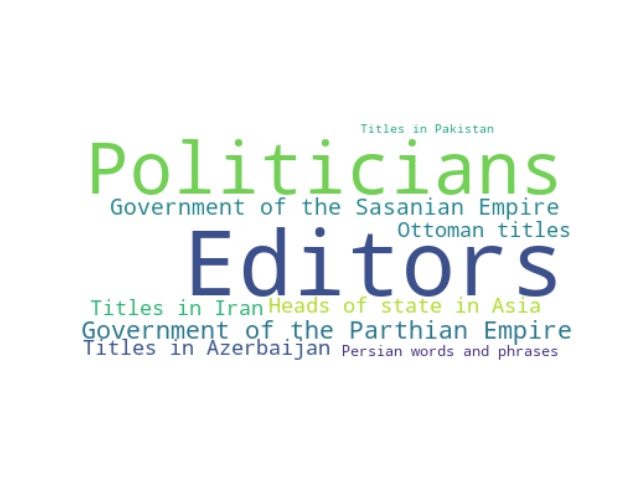 Titles in Pakistan
Politicians
Government of the Sasanian Empire
Ottoman titles
Editors
Titles in Iran
Heads of state in Asia
Government of the Parthian Empire
Titles in Azerbaijan
Persian words and phrases